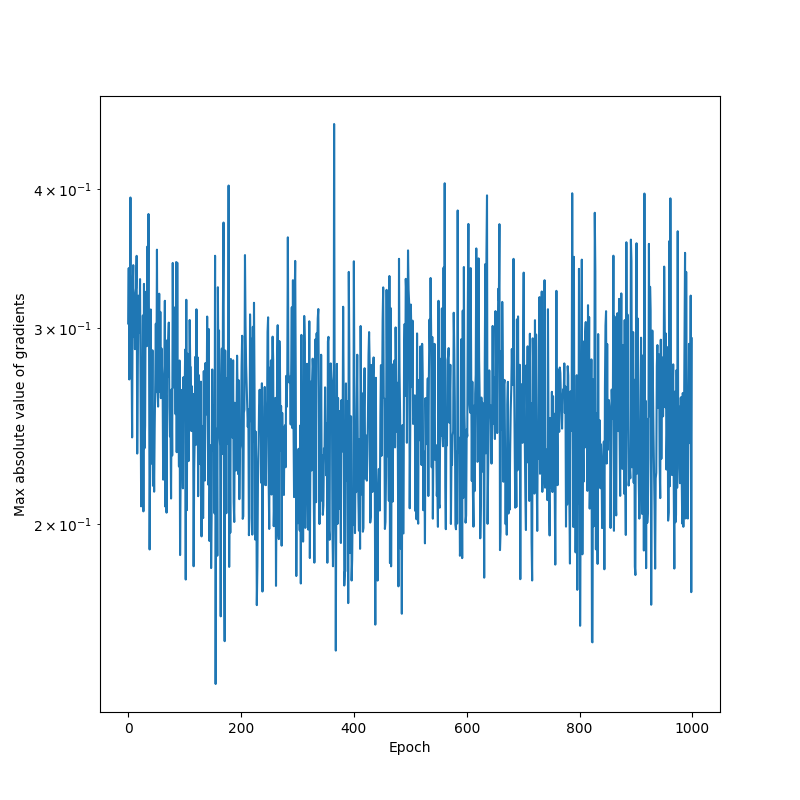 Max absolute value of gradients
4 × 10⁻¹
3 × 10⁻¹
2 × 10⁻¹
0 200 400 600 800 1000
Epoch